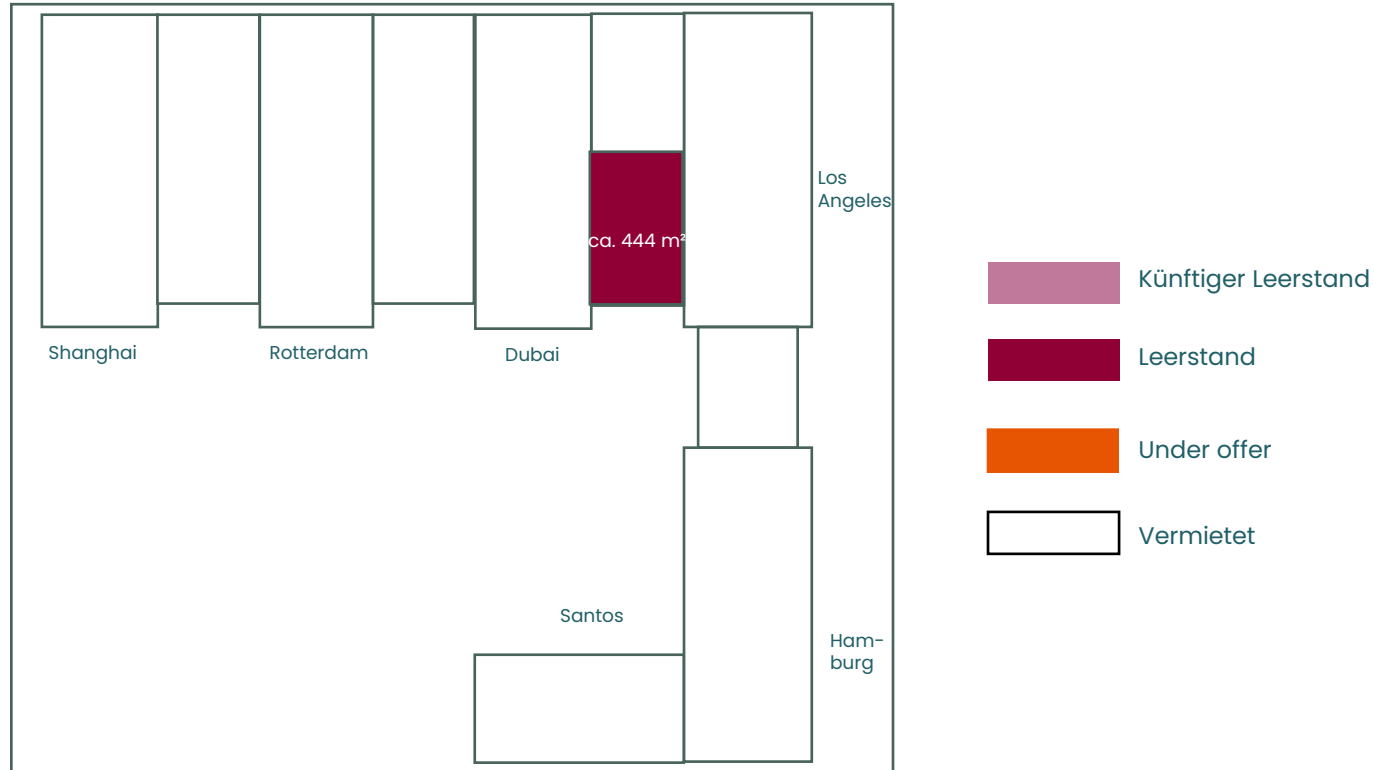 Los
Angeles
ca. 444 m²
Shanghai
Rotterdam
Dubai
Santos
Ham-
burg
Künftiger Leerstand
Leerstand
Under offer
Vermietet